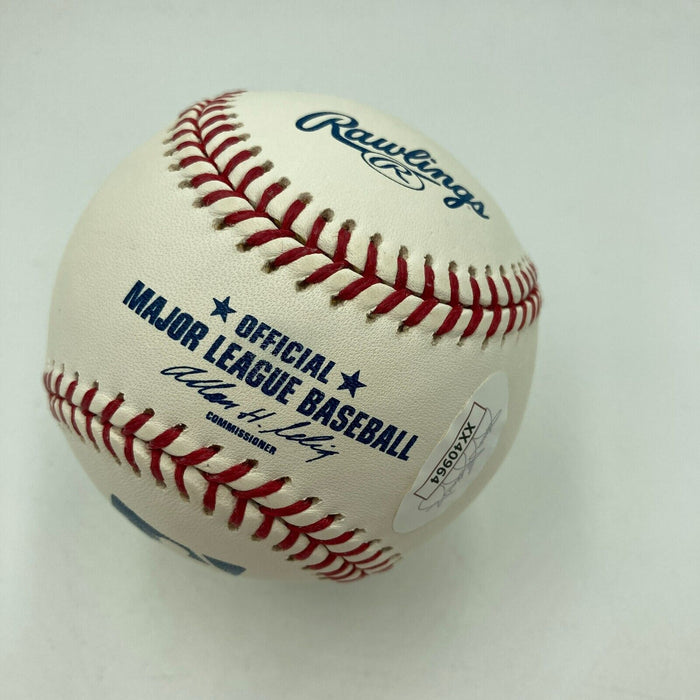 Rawlings
R
OFFICIAL
MAJOR LEAGUE BASEBALL
Allan H. Selig
COMMISSIONER
XX40964